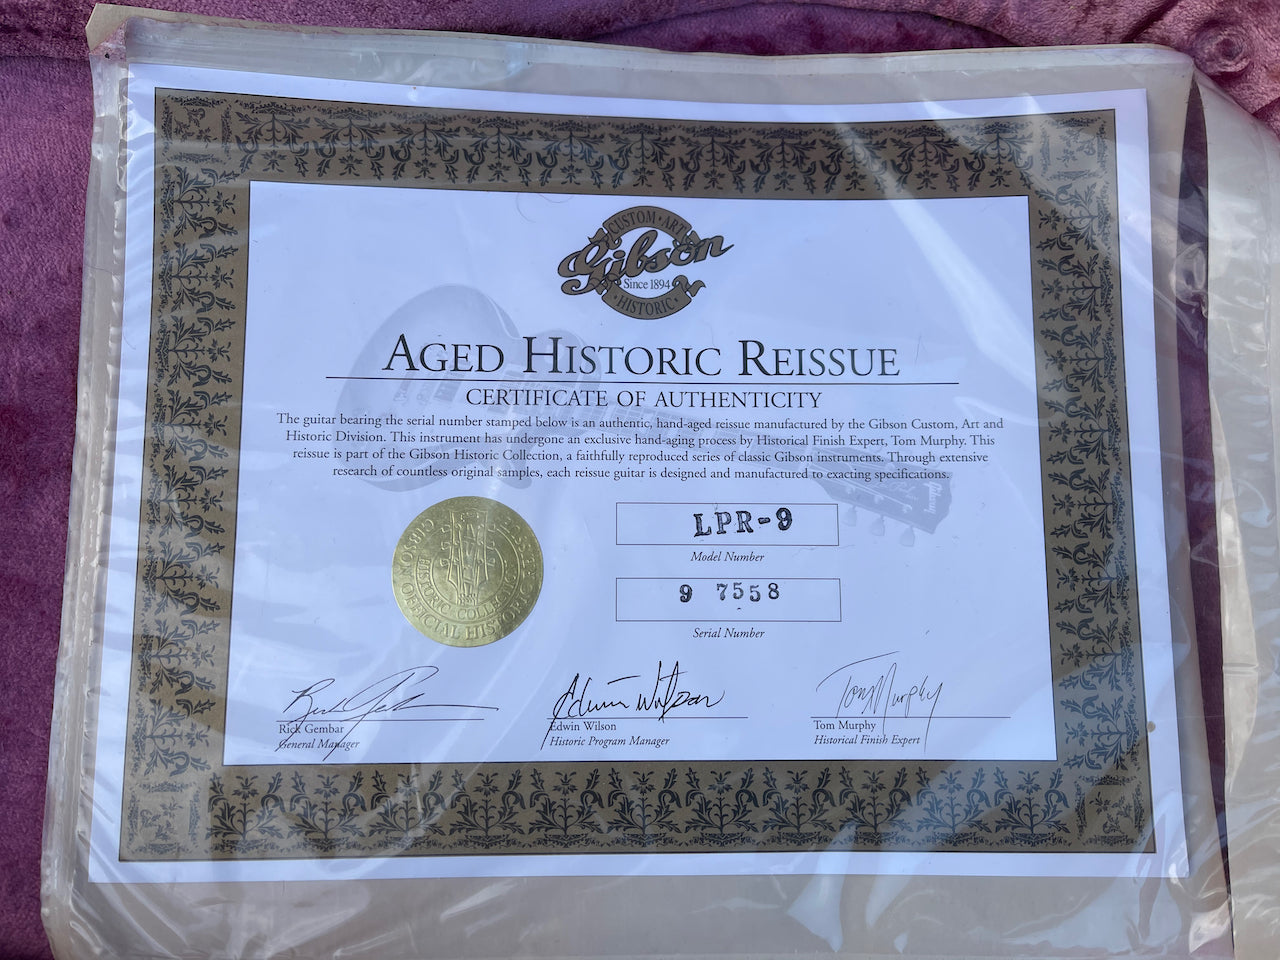 CUSTOM · ART
Gibson
Since 1894
· HISTORIC ·
AGED HISTORIC REISSUE
CERTIFICATE OF AUTHENTICITY
The guitar bearing the serial number stamped below is an authentic, hand-aged reissue manufactured by the Gibson Custom, Art and
Historic Division. This instrument has undergone an exclusive hand-aging process by Historical Finish Expert, Tom Murphy. This
reissue is part of the Gibson Historic Collection, a faithfully reproduced series of classic Gibson instruments. Through extensive
research of countless original samples, each reissue guitar is designed and manufactured to exacting specifications.
Gibson
LPR-9
Model Number
9 7558
Serial Number
OFFICIAL HISTORIC
HISTORIC
Edwin Wilson
Tom Murphy
Rick Gembar
General Manager
Edwin Wilson
Historic Program Manager
Tom Murphy
Historical Finish Expert